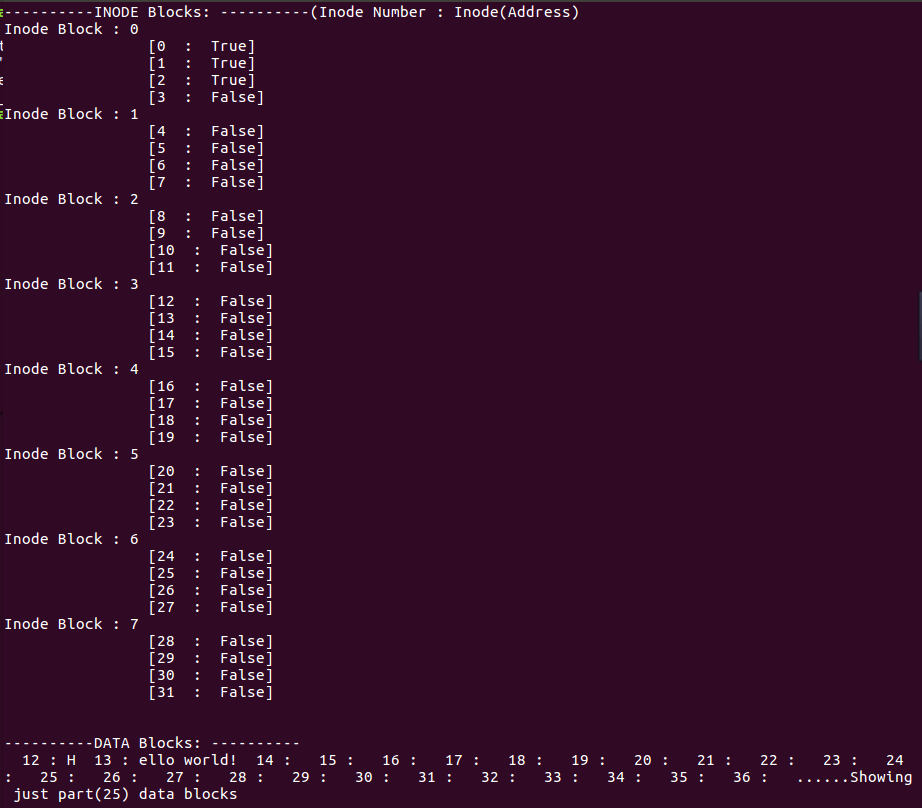 ----------INODE Blocks: ----------(Inode Number : Inode(Address)
Inode Block : 0
[0 : True]
[1 : True]
[2 : True]
[3 : False]
Inode Block : 1
[4 : False]
[5 : False]
[6 : False]
[7 : False]
Inode Block : 2
[8 : False]
[9 : False]
[10 : False]
[11 : False]
Inode Block : 3
[12 : False]
[13 : False]
[14 : False]
[15 : False]
Inode Block : 4
[16 : False]
[17 : False]
[18 : False]
[19 : False]
Inode Block : 5
[20 : False]
[21 : False]
[22 : False]
[23 : False]
Inode Block : 6
[24 : False]
[25 : False]
[26 : False]
[27 : False]
Inode Block : 7
[28 : False]
[29 : False]
[30 : False]
[31 : False]
----------DATA Blocks: ----------
12 : H 13 : ello world! 14 : 15 : 16 : 17 : 18 : 19 : 20 : 21 : 22 : 23 : 24
: 25 : 26 : 27 : 28 : 29 : 30 : 31 : 32 : 33 : 34 : 35 : 36 : ......Showing
just part(25) data blocks